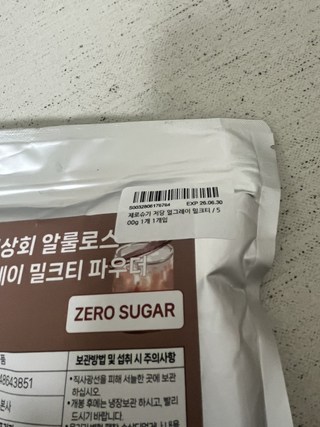 S0032806176764 EXP 26.06.30
제로슈가 저당 얼그레이 밀크티 / 5
00g 1개 1개입
상회 알룰로스
레이 밀크티 파우더
ZERO SUGAR
품
보관방법 및 섭취 시 주의사항
48643851
•직사광선을 피해 서늘한 곳에 보관
하십시오
본사
•개봉 후에는 냉장보관 하시고, 빨리
드시기 바랍니다.